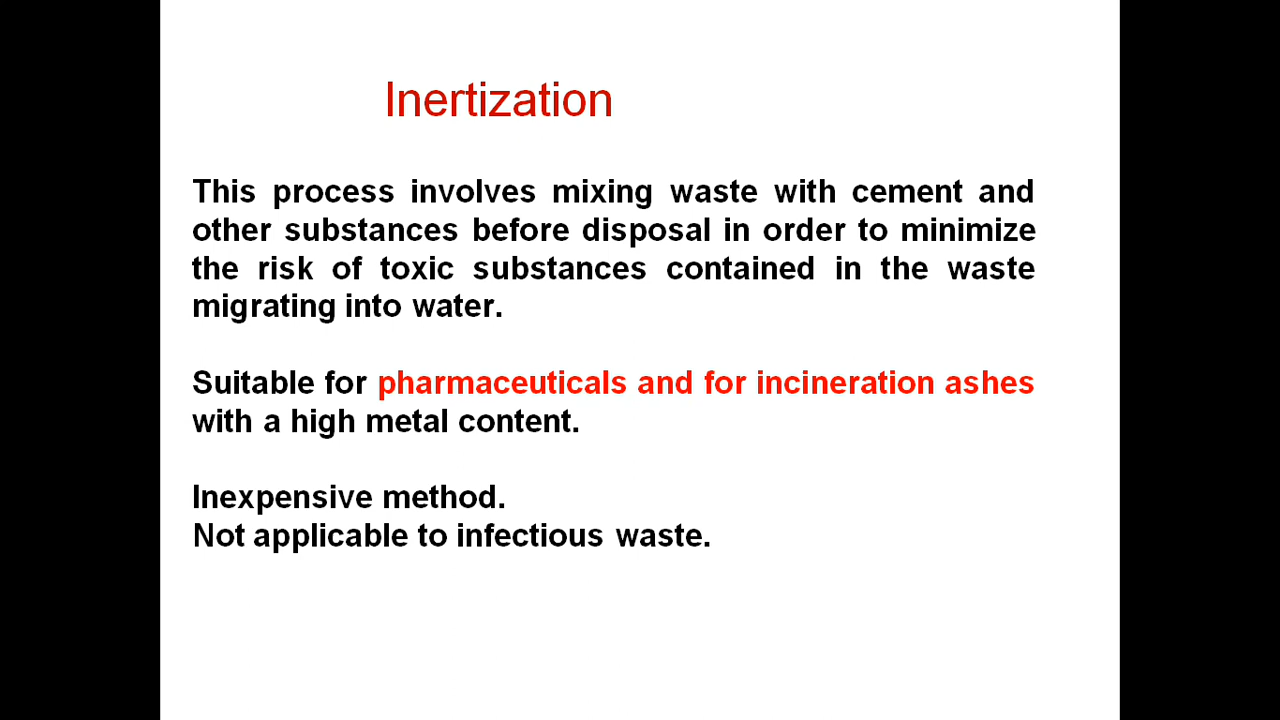 Inertization
This process involves mixing waste with cement and
other substances before disposal in order to minimize
the risk of toxic substances contained in the waste
migrating into water.
Suitable for pharmaceuticals and for incineration ashes
with a high metal content.
Inexpensive method.
Not applicable to infectious waste.